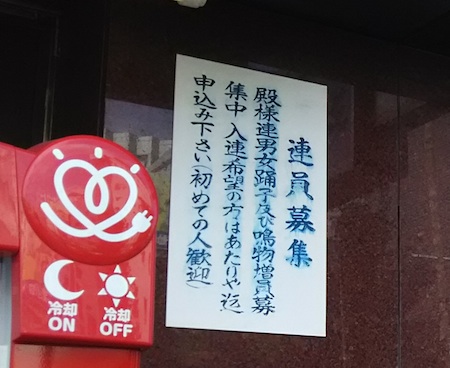 連員募集
殿様連男女踊子及び鳴物増員募
集中 入連希望の方はあたりや迄
申込み下さい(初めての人歓迎)
冷却
ON
冷却
OFF